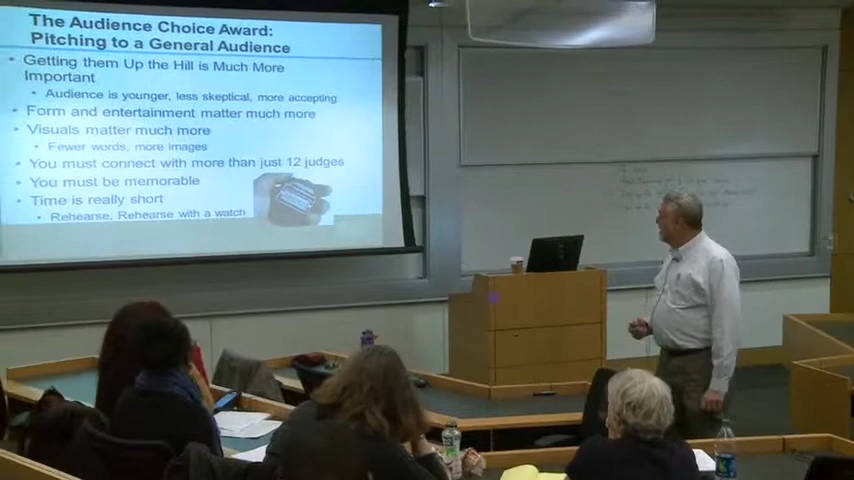 The Audience Choice Award:
Pitching to a General Audience
• Getting them Up the Hill is Much More
Important
• Audience is younger, less skeptical, more accepting
• Form and entertainment matter much more
• Visuals matter much more
• Fewer words, more images
• You must connect with more than just 12 judges
• You must be memorable
• Time is really short
• Rehearse, Rehearse with a watch